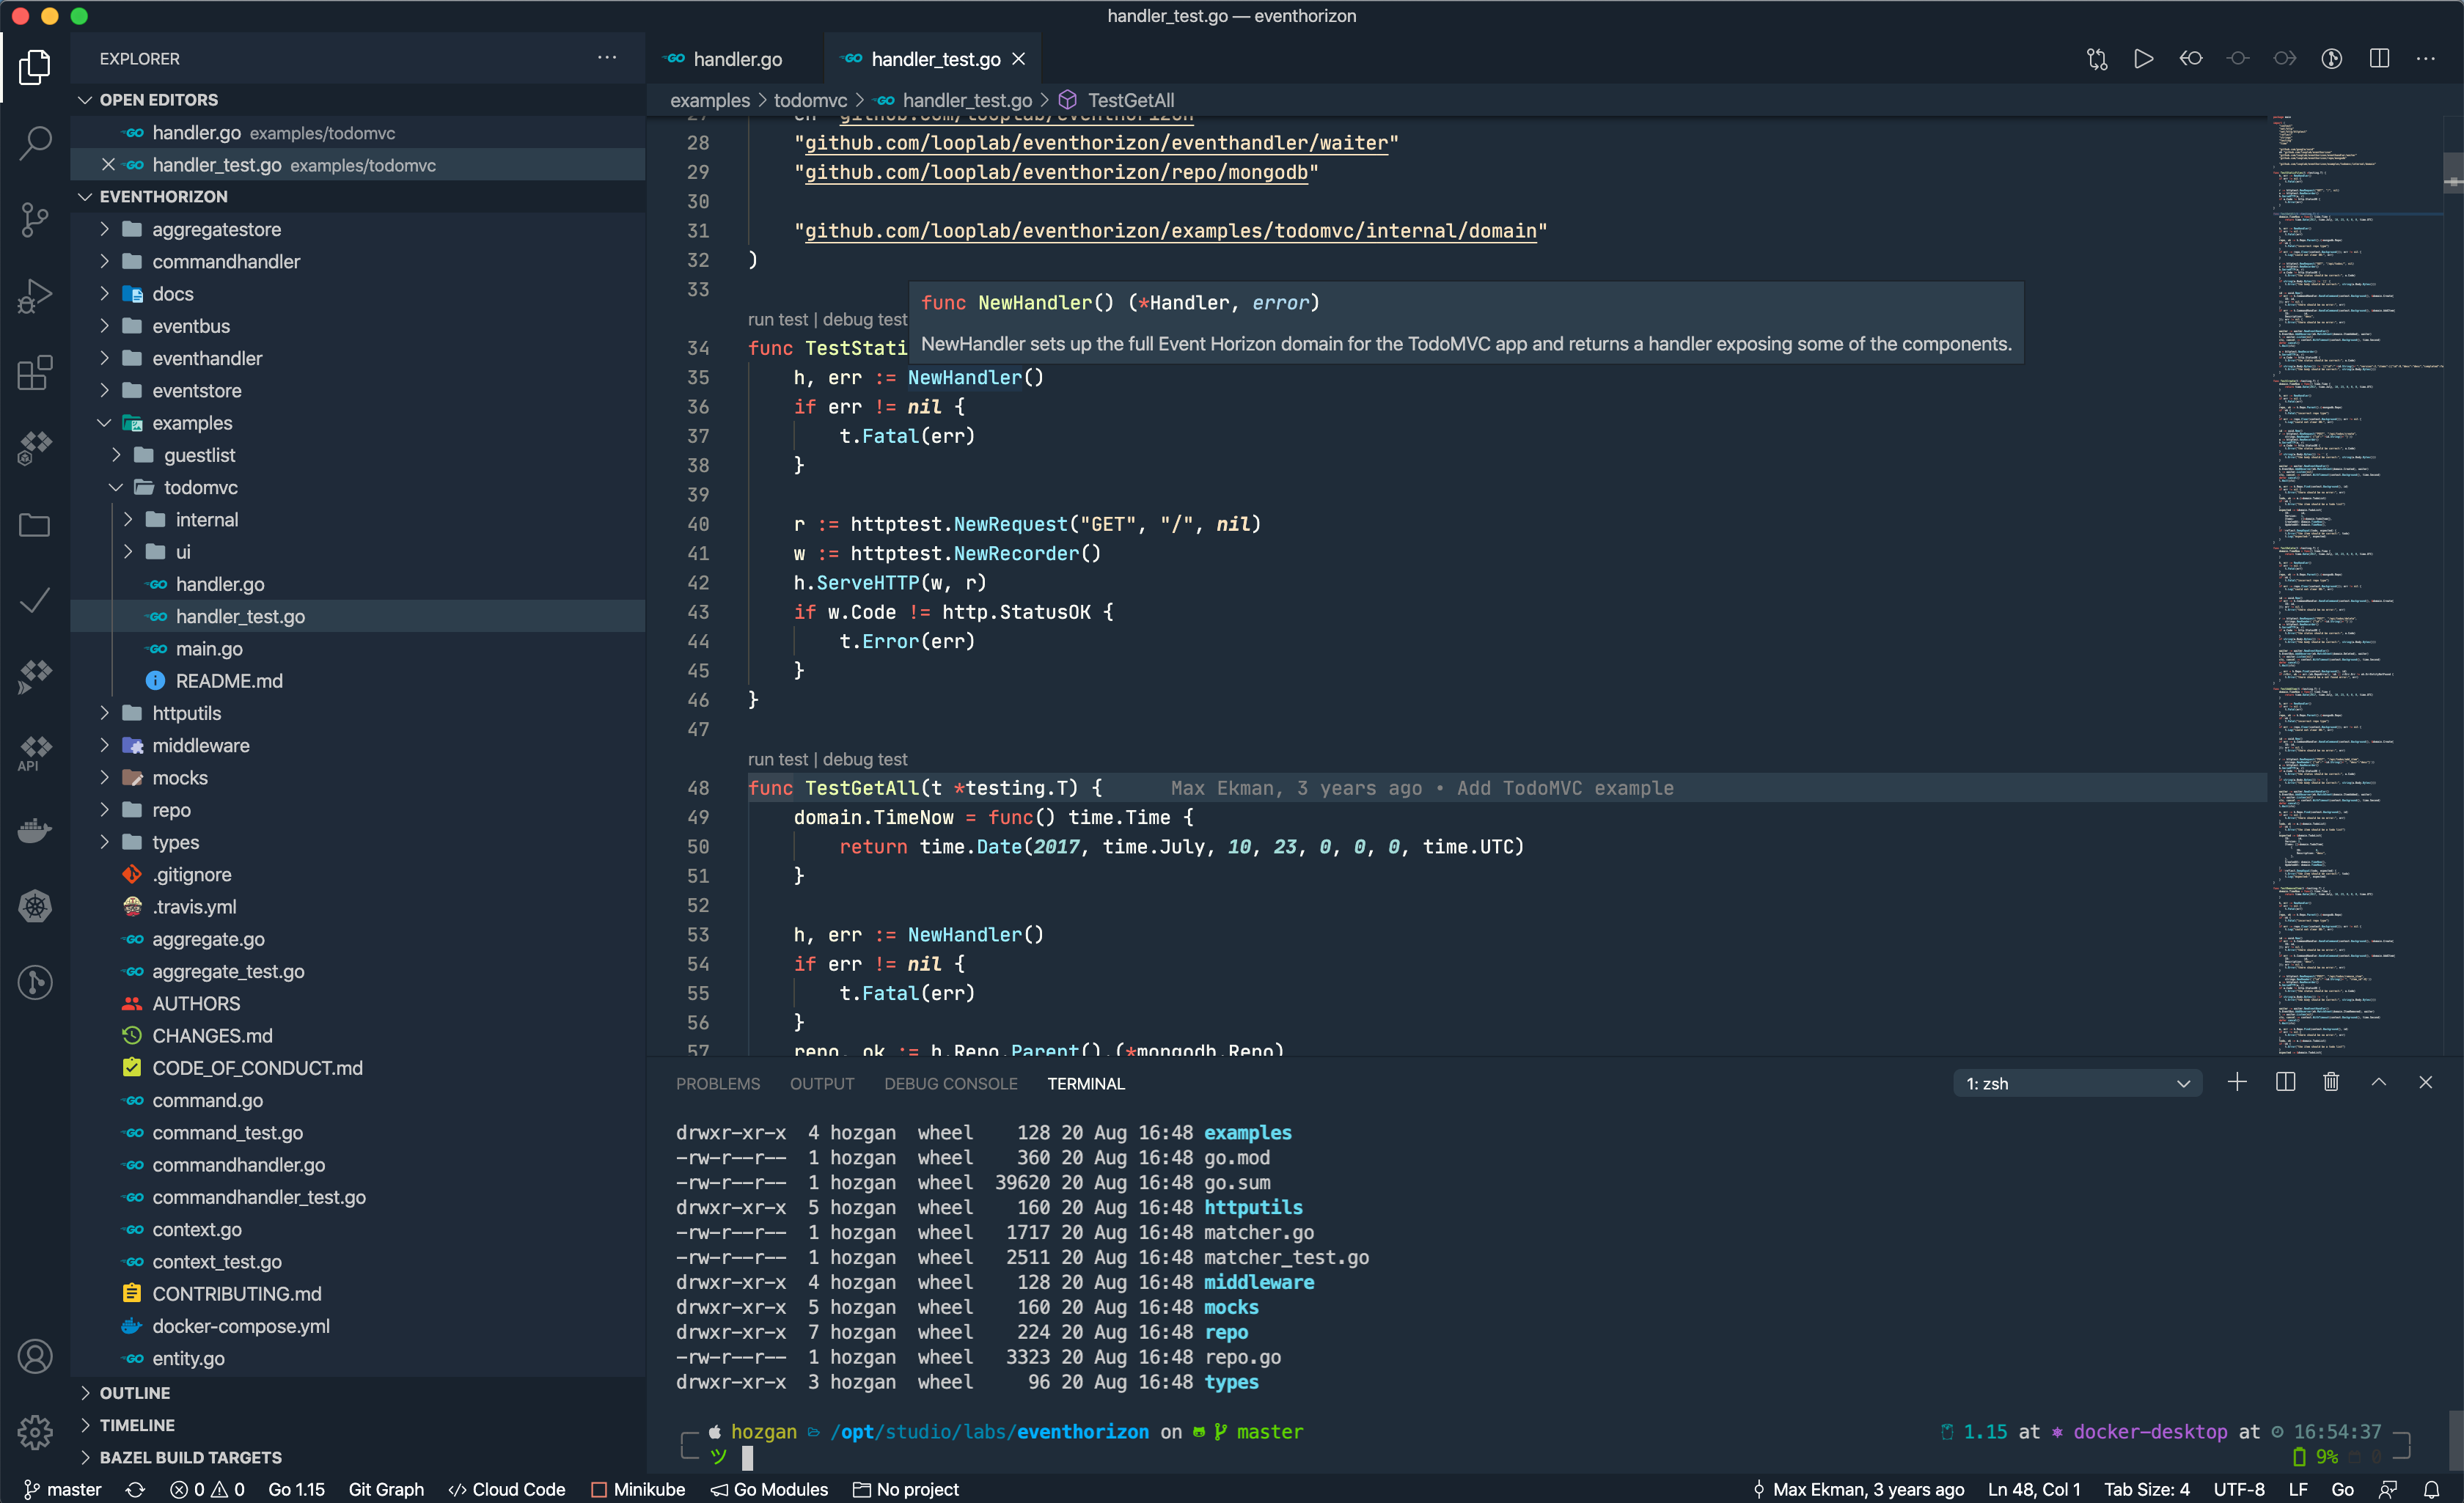 handler_test.go — eventhorizon
EXPLORER
OPEN EDITORS
handler.go examples/todomvc
handler_test.go examples/todomvc
EVENTHORIZON
aggregatestore
commandhandler
docs
eventbus
eventhandler
eventstore
examples
guestlist
todomvc
internal
ui
handler.go
handler_test.go
main.go
README.md
httputils
middleware
mocks
repo
types
.gitignore
.travis.yml
aggregate.go
aggregate_test.go
AUTHORS
CHANGES.md
CODE_OF_CONDUCT.md
command.go
command_test.go
commandhandler.go
commandhandler_test.go
context.go
context_test.go
CONTRIBUTING.md
docker-compose.yml
entity.go
OUTLINE
TIMELINE
BAZEL BUILD TARGETS
API
handler.go
handler_test.go
examples > todomvc > handler_test.go > TestGetAll
27 eh "github.com/looplab/eventhorizon"
28 "github.com/looplab/eventhorizon/eventhandler/waiter"
29 "github.com/looplab/eventhorizon/repo/mongodb"
30
31 "github.com/looplab/eventhorizon/examples/todomvc/internal/domain"
32 )
33
func NewHandler() (*Handler, error)
NewHandler sets up the full Event Horizon domain for the TodoMVC app and returns a handler exposing some of the components.
run test | debug test
34 func TestStati
35 h, err := NewHandler()
36 if err != nil {
37 t.Fatal(err)
38 }
39
40 r := httptest.NewRequest("GET", "/", nil)
41 w := httptest.NewRecorder()
42 h.ServeHTTP(w, r)
43 if w.Code != http.StatusOK {
44 t.Error(err)
45 }
46 }
47
run test | debug test
48 func TestGetAll(t *testing.T) { Max Ekman, 3 years ago • Add TodoMVC example
49 domain.TimeNow = func() time.Time {
50 return time.Date(2017, time.July, 10, 23, 0, 0, 0, time.UTC)
51 }
52
53 h, err := NewHandler()
54 if err != nil {
55 t.Fatal(err)
56 }
57 repo, ok := h.Repo.Parent().(*mongodb.Repo)
PROBLEMS OUTPUT DEBUG CONSOLE TERMINAL
1: zsh
drwxr-xr-x 4 hozgan wheel 128 20 Aug 16:48 examples
-rw-r--r-- 1 hozgan wheel 360 20 Aug 16:48 go.mod
-rw-r--r-- 1 hozgan wheel 39620 20 Aug 16:48 go.sum
drwxr-xr-x 5 hozgan wheel 160 20 Aug 16:48 httputils
-rw-r--r-- 1 hozgan wheel 1717 20 Aug 16:48 matcher.go
-rw-r--r-- 1 hozgan wheel 2511 20 Aug 16:48 matcher_test.go
drwxr-xr-x 4 hozgan wheel 128 20 Aug 16:48 middleware
drwxr-xr-x 5 hozgan wheel 160 20 Aug 16:48 mocks
drwxr-xr-x 7 hozgan wheel 224 20 Aug 16:48 repo
-rw-r--r-- 1 hozgan wheel 3323 20 Aug 16:48 repo.go
drwxr-xr-x 3 hozgan wheel 96 20 Aug 16:48 types
hozgan /opt/studio/labs/eventhorizon on master 1.15 at docker-desktop at 16:54:37
ツ 9% 0
master 0 0 Go 1.15 Git Graph </> Cloud Code Minikube Go Modules No project Max Ekman, 3 years ago Ln 48, Col 1 Tab Size: 4 UTF-8 LF Go